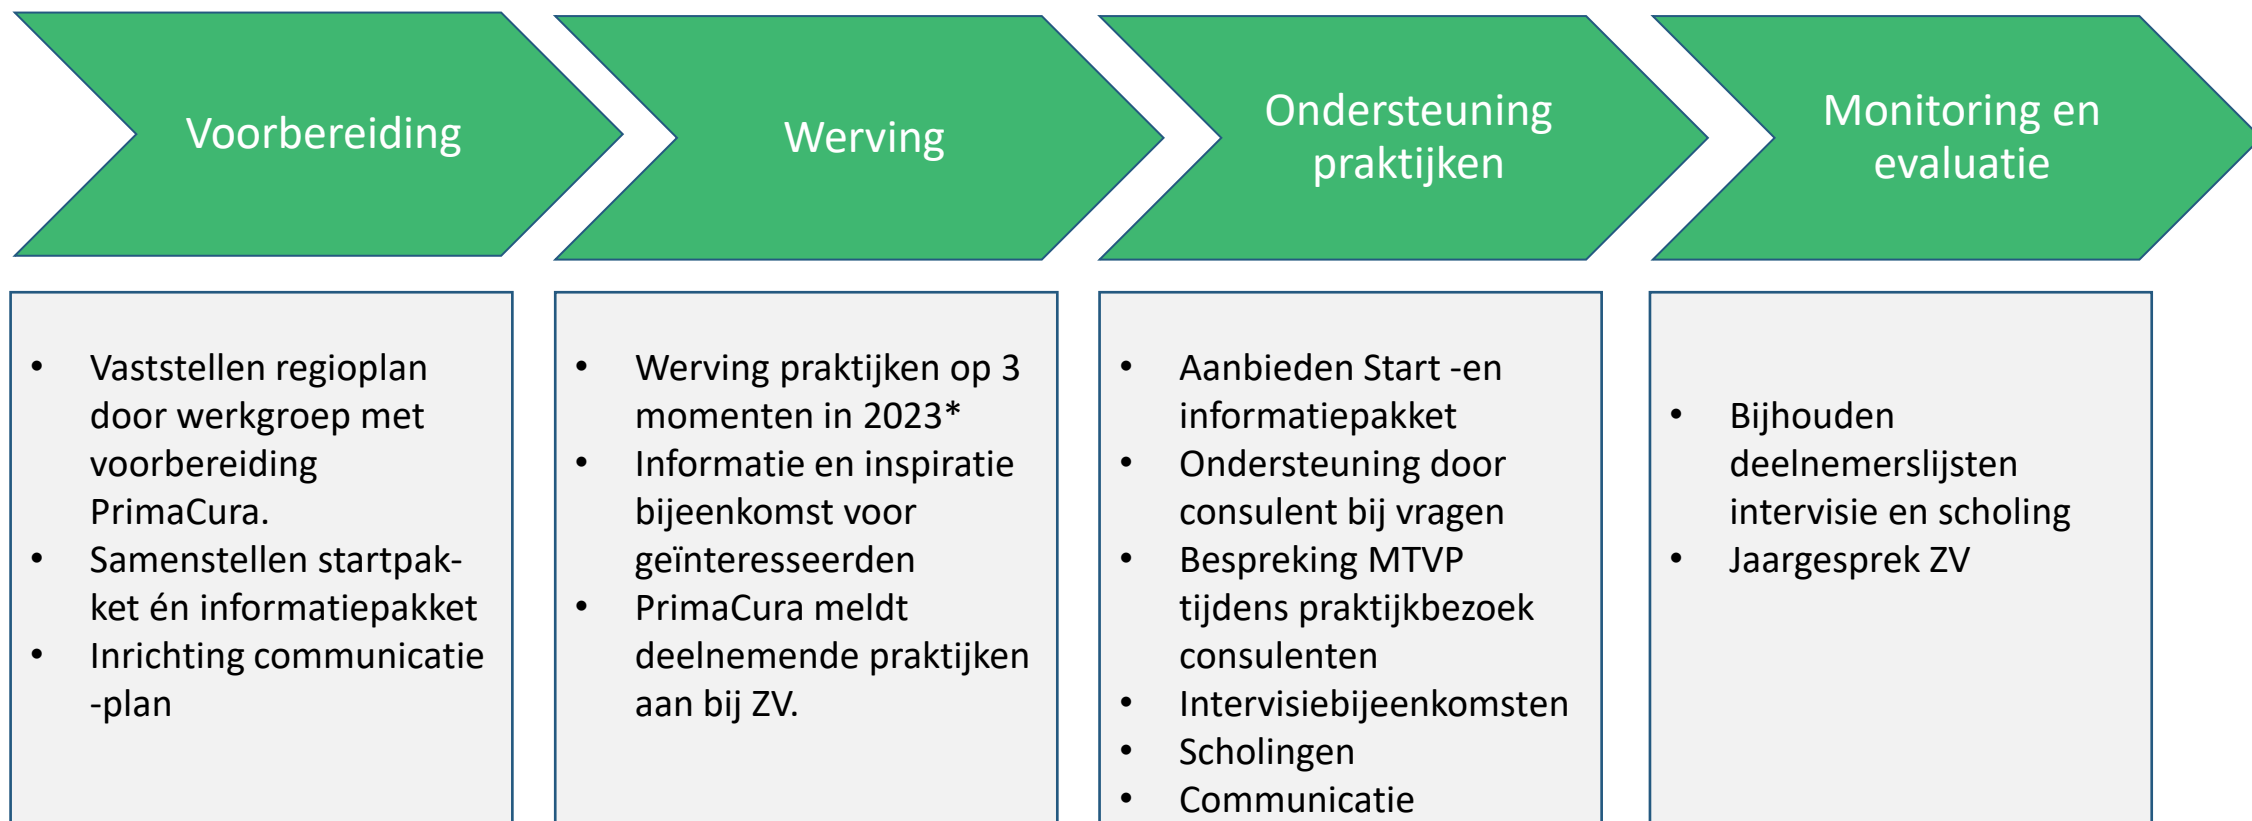 Voorbereiding
Werving
Ondersteuning
praktijken
Monitoring en
evaluatie
• Vaststellen regioplan
door werkgroep met
voorbereiding
PrimaCura.
• Samenstellen startpak-
ket én informatiepakket
• Inrichting communicatie
-plan
• Werving praktijken op 3
momenten in 2023*
• Informatie en inspiratie
bijeenkomst voor
geïnteresseerden
• PrimaCura meldt
deelnemende praktijken
aan bij ZV.
• Aanbieden Start -en
informatiepakket
• Ondersteuning door
consulent bij vragen
• Bespreking MTVP
tijdens praktijkbezoek
consulenten
• Intervisiebijeenkomsten
• Scholingen
• Communicatie
• Bijhouden
deelnemerslijsten
intervisie en scholing
• Jaargesprek ZV